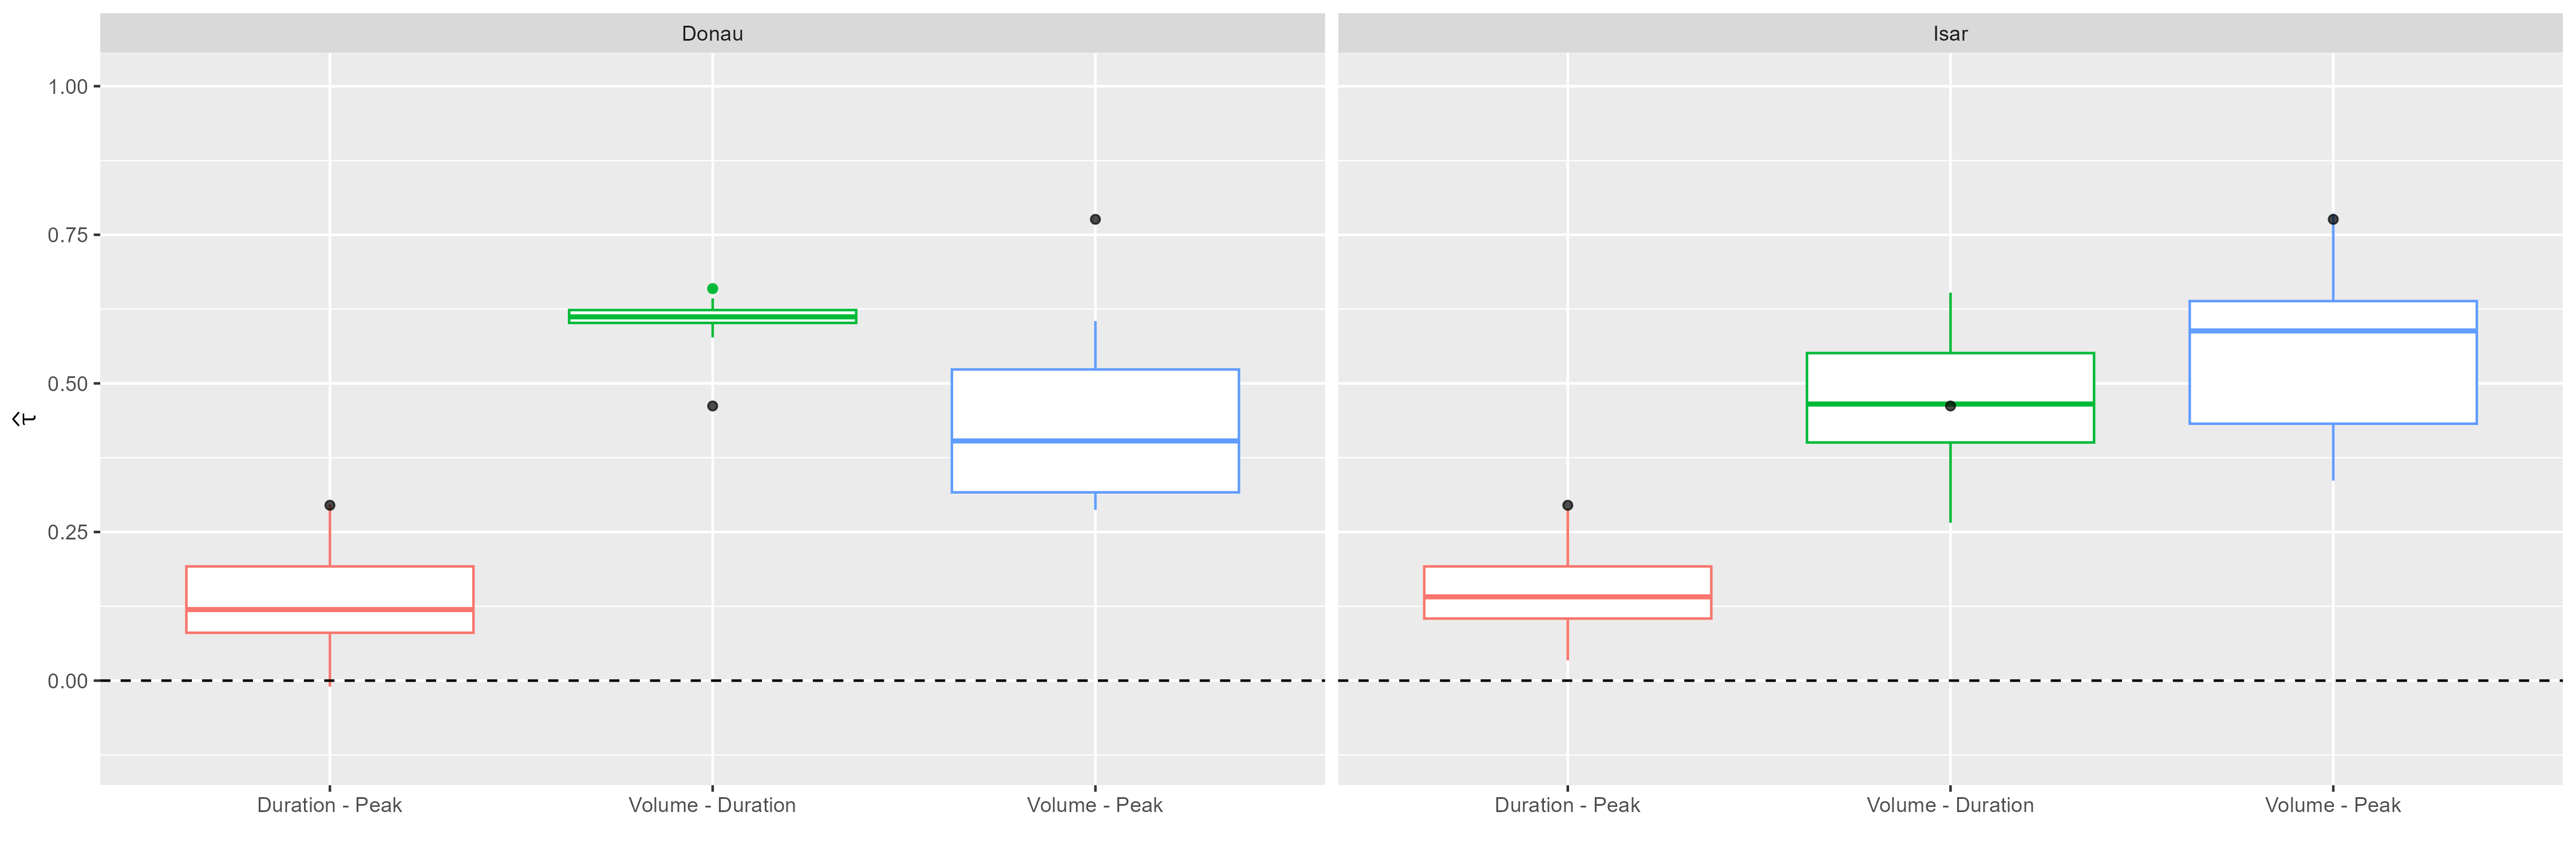 Donau
Isar
1.00
0.75
0.50
0.25
0.00
τ̂
Duration - Peak
Volume - Duration
Volume - Peak
Duration - Peak
Volume - Duration
Volume - Peak